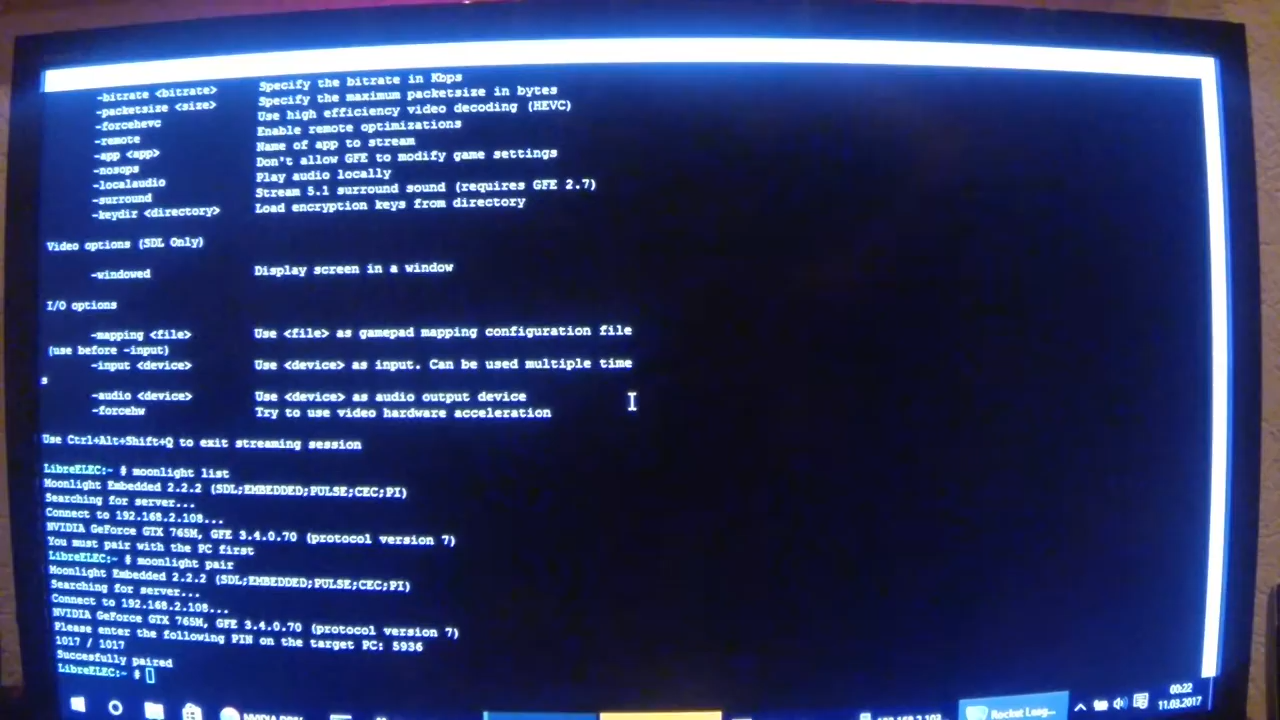 -bitrate <bitrate> Specify the bitrate in Kbps
-packetsize <size> Specify the maximum packetsize in bytes
-forcehevc Use high efficiency video decoding (HEVC)
-remote Enable remote optimizations
-app <app> Name of app to stream
-nosops Don't allow GFE to modify game settings
-localaudio Play audio locally
-surround Stream 5.1 surround sound (requires GFE 2.7)
-keydir <directory> Load encryption keys from directory
Video options (SDL Only)
-windowed Display screen in a window
I/O options
-mapping <file> Use <file> as gamepad mapping configuration file
(use before -input)
-input <device> Use <device> as input. Can be used multiple time
s
-audio <device> Use <device> as audio output device
-forcehw Try to use video hardware acceleration
Use Ctrl+Alt+Shift+Q to exit streaming session
LibreELEC:~ # moonlight list
Moonlight Embedded 2.2.2 (SDL;EMBEDDED;PULSE;CEC;PI)
Searching for server...
Connect to 192.168.2.108...
NVIDIA GeForce GTX 765M, GFE 3.4.0.70 (protocol version 7)
You must pair with the PC first
LibreELEC:~ # moonlight pair
Moonlight Embedded 2.2.2 (SDL;EMBEDDED;PULSE;CEC;PI)
Searching for server...
Connect to 192.168.2.108...
NVIDIA GeForce GTX 765M, GFE 3.4.0.70 (protocol version 7)
Please enter the following PIN on the target PC: 5936
1017 / 1017
Succesfully paired
LibreELEC:~ #
Rocket Leag...
00:22
11.03.2017